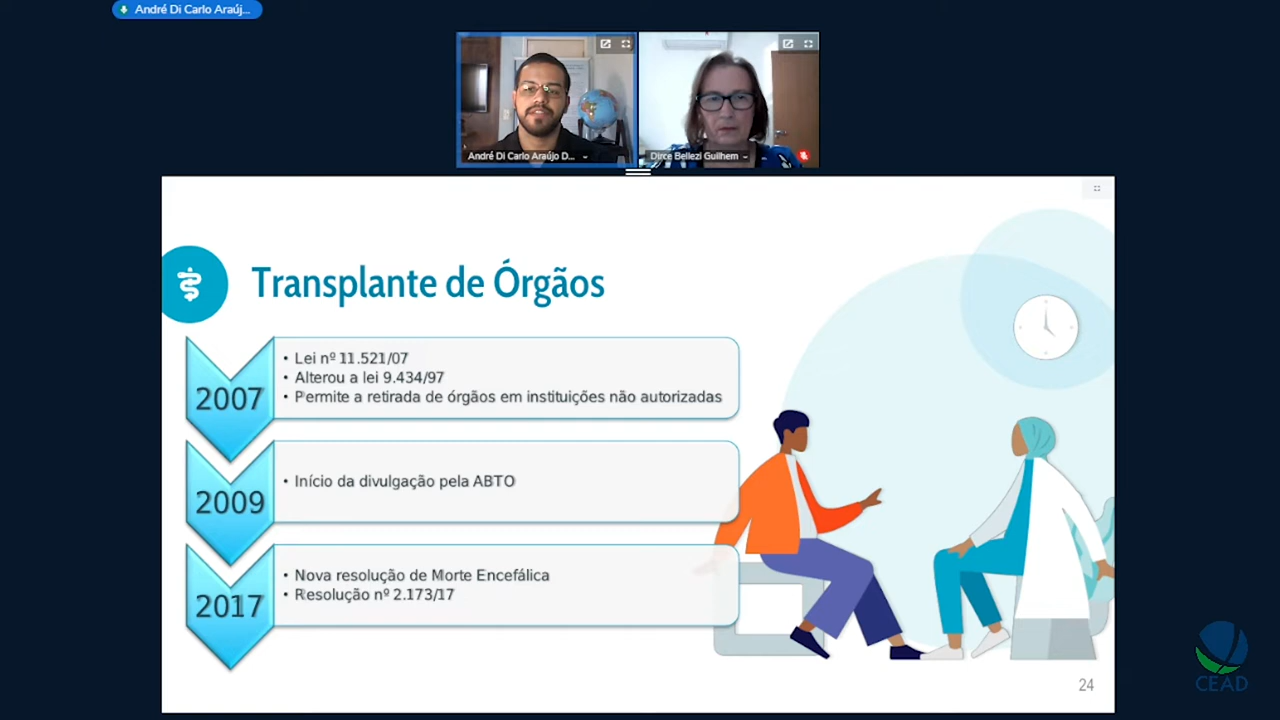 André Di Carlo Araúj...
André Di Carlo Araújo D...
Dirce Bellezi Guilhem
Transplante de Órgãos
2007
• Lei nº 11.521/07
• Alterou a lei 9.434/97
• Permite a retirada de órgãos em instituições não autorizadas
2009
• Início da divulgação pela ABTO
2017
• Nova resolução de Morte Encefálica
• Resolução nº 2.173/17
24
CEAD